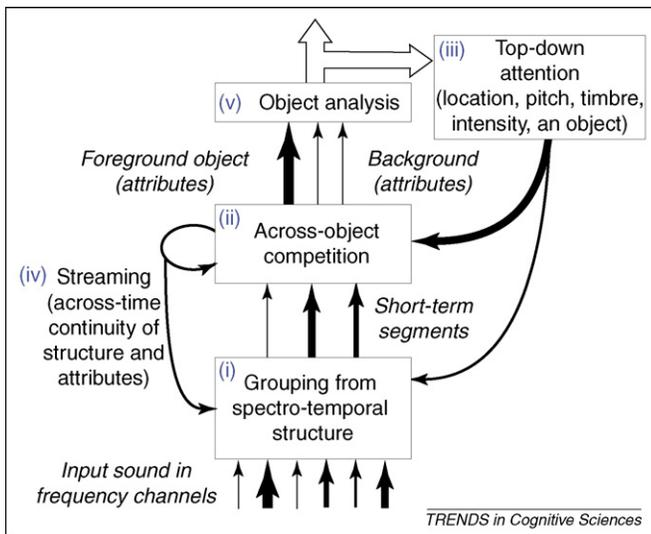 (iii) Top-down
attention
(location, pitch, timbre,
intensity, an object)
(v) Object analysis
Foreground object
(attributes)
Background
(attributes)
(ii) Across-object
competition
(iv) Streaming
(across-time
continuity of
structure and
attributes)
Short-term
segments
(i) Grouping from
spectro-temporal
structure
Input sound in
frequency channels
TRENDS in Cognitive Sciences